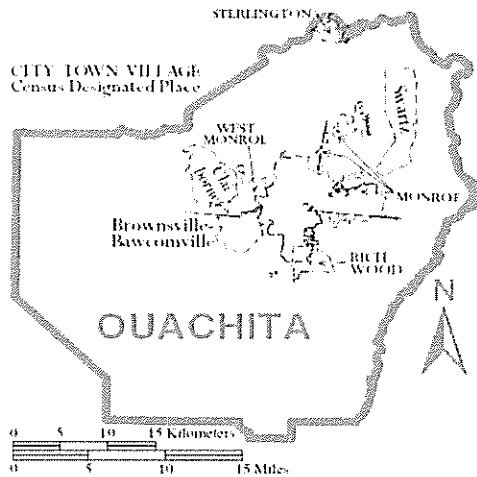 STERLINGTON
CITY TOWN VILLAGE
Census Designated Place
Swartz
WEST
MONROE
Claiborne
MONROE
Brownsville-
Bawcomville
RICH
WOOD
N
OUACHITA
0 5 10 15 Kilometers
0 5 10 15 Miles